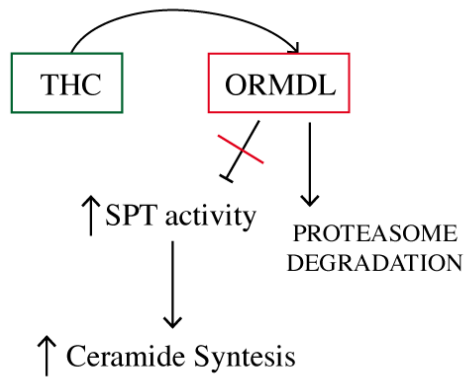 THC
ORMDL
SPT activity
PROTEASOME
DEGRADATION
Ceramide Syntesis